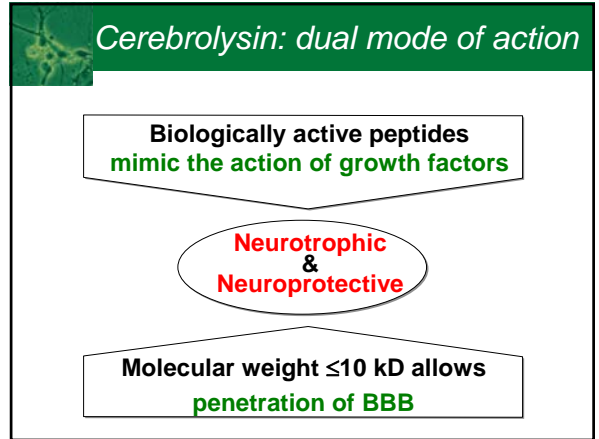 Cerebrolysin: dual mode of action
Biologically active peptides
mimic the action of growth factors
Neurotrophic
&
Neuroprotective
Molecular weight ≤10 kD allows
penetration of BBB